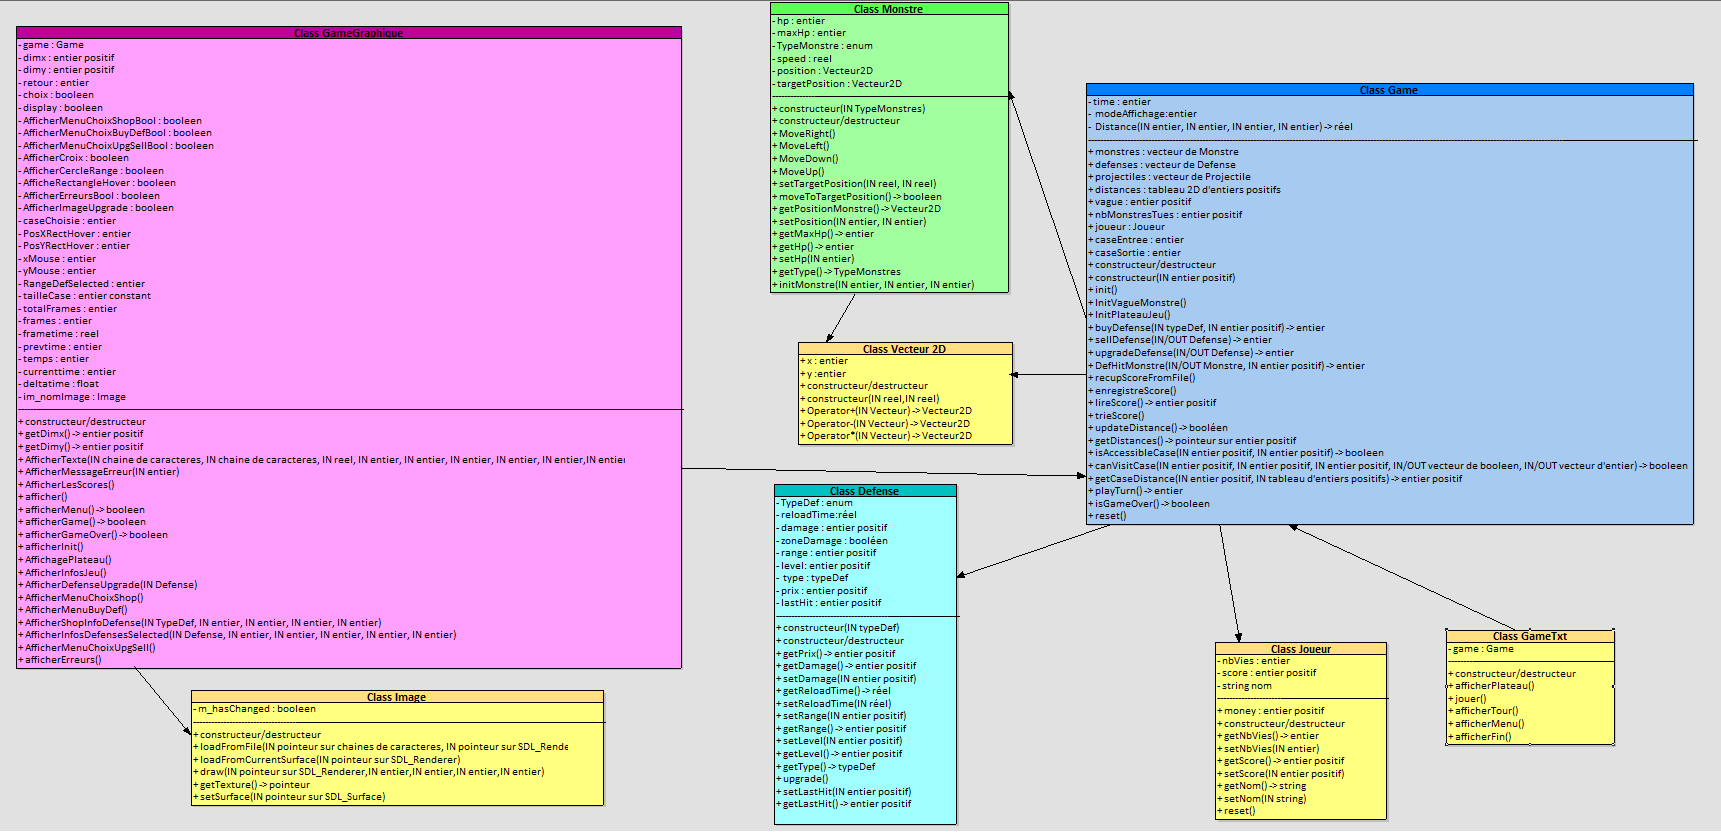 Class GameGraphique
- game : Game
- dimx : entier positif
- dimy : entier positif
- retour : entier
- choix : booleen
- display : booleen
- AfficherMenuChoixShopBool : booleen
- AfficherMenuChoixBuyDefBool : booleen
- AfficherMenuChoixUpgSellBool : booleen
- AfficherCroix : booleen
- AfficherCercleRange : booleen
- AfficheRectangleHover : booleen
- AfficherErreursBool : booleen
- AfficherImageUpgrade : booleen
- caseChoisie : entier
- PosXRectHover : entier
- PosYRectHover : entier
- xMouse : entier
- yMouse : entier
- RangeDefSelected : entier
- tailleCase : entier constant
- totalFrames : entier
- frames : entier
- frametime : reel
- prevtime : entier
- temps : entier
- currenttime : entier
- deltatime : float
- im_nomImage : Image
+ constructeur/destructeur
+ getDimx() -> entier positif
+ getDimy() -> entier positif
+ AfficherTexte(IN chaine de caracteres, IN chaine de caracteres, IN reel, IN entier, IN entier, IN entier, IN entier, IN entier,IN entier
+ AfficherMessageErreur(IN entier)
+ AfficherLesScores()
+ afficher()
+ afficherMenu() -> booleen
+ afficherGame() -> booleen
+ afficherGameOver() -> booleen
+ afficherInit()
+ AffichagePlateau()
+ AfficherInfosJeu()
+ AfficherDefenseUpgrade(IN Defense)
+ AfficherMenuChoixShop()
+ AfficherMenuBuyDef()
+ AfficherShopInfoDefense(IN TypeDef, IN entier, IN entier, IN entier, IN entier)
+ AfficherInfosDefensesSelected(IN Defense, IN entier, IN entier, IN entier, IN entier, IN entier)
+ AfficherMenuChoixUpgSell()
+ afficherErreurs()
Class Image
- m_hasChanged : booleen
+ constructeur/destructeur
+ loadFromFile(IN pointeur sur chaines de caracteres, IN pointeur sur SDL_Rende
+ loadFromCurrentSurface(IN pointeur sur SDL_Renderer)
+ draw(IN pointeur sur SDL_Renderer,IN entier,IN entier,IN entier,IN entier)
+ getTexture() -> pointeur
+ setSurface(IN pointeur sur SDL_Surface)
Class Monstre
- hp : entier
- maxHp : entier
- TypeMonstre : enum
- speed : reel
- position : Vecteur2D
- targetPosition : Vecteur2D
+ constructeur(IN TypeMonstres)
+ constructeur/destructeur
+ MoveRight()
+ MoveLeft()
+ MoveDown()
+ MoveUp()
+ setTargetPosition(IN reel, IN reel)
+ moveToTargetPosition() -> booleen
+ getPositionMonstre() -> Vecteur2D
+ setPosition(IN entier, IN entier)
+ getMaxHp() -> entier
+ getHp() -> entier
+ setHp(IN entier)
+ getType() -> TypeMonstres
+ initMonstre(IN entier, IN entier, IN entier)
Class Vecteur 2D
+ x : entier
+ y :entier
+ constructeur/destructeur
+ constructeur(IN reel,IN reel)
+ Operator+(IN Vecteur) -> Vecteur2D
+ Operator-(IN Vecteur) -> Vecteur2D
+ Operator*(IN Vecteur) -> Vecteur2D
Class Defense
- TypeDef : enum
- reloadTime:réel
- damage : entier positif
- zoneDamage : booléen
- range : entier positif
- level: entier positif
- type : typeDef
- prix : entier positif
- lastHit : entier positif
+ constructeur(IN typeDef)
+ constructeur/destructeur
+ getPrix() -> entier positif
+ getDamage() -> entier positif
+ setDamage(IN entier positif)
+ getReloadTime() -> réel
+ setReloadTime(IN réel)
+ setRange(IN entier positif)
+ getRange() -> entier positif
+ setLevel(IN entier positif)
+ getLevel() -> entier positif
+ getType() -> typeDef
+ upgrade()
+ setLastHit(IN entier positif)
+ getLastHit() -> entier positif
Class Game
- time : entier
- modeAffichage:entier
- Distance(IN entier, IN entier, IN entier, IN entier) -> réel
+ monstres : vecteur de Monstre
+ defenses : vecteur de Defense
+ projectiles : vecteur de Projectile
+ distances : tableau 2D d'entiers positifs
+ vague : entier positif
+ nbMonstresTues : entier positif
+ joueur : Joueur
+ caseEntree : entier
+ caseSortie : entier
+ constructeur/destructeur
+ constructeur(IN entier positif)
+ init()
+ InitVagueMonstre()
+ InitPlateauJeu()
+ buyDefense(IN typeDef, IN entier positif) -> entier
+ sellDefense(IN/OUT Defense) -> entier
+ upgradeDefense(IN/OUT Defense) -> entier
+ DefHitMonstre(IN/OUT Monstre, IN entier positif) -> entier
+ recupScoreFromFile()
+ enregistreScore()
+ lireScore() -> entier positif
+ trieScore()
+ updateDistance() -> booléen
+ getDistances() -> pointeur sur entier positif
+ isAccessibleCase(IN entier positif, IN entier positif) -> booleen
+ canVisitCase(IN entier positif, IN entier positif, IN entier positif, IN/OUT vecteur de booleen, IN/OUT vecteur d'entier) -> booleen
+ getCaseDistance(IN entier positif, IN tableau d'entiers positifs) -> entier positif
+ playTurn() -> entier
+ isGameOver() -> booleen
+ reset()
Class Joueur
- nbVies : entier
- score : entier positif
- string nom
+ money : entier positif
+ constructeur/destructeur
+ getNbVies() -> entier
+ setNbVies(IN entier)
+ getScore() -> entier positif
+ setScore(IN entier positif)
+ getNom() -> string
+ setNom(IN string)
+ reset()
Class GameTxt
- game : Game
+ constructeur/destructeur
+ afficherPlateau()
+ jouer()
+ afficherTour()
+ afficherMenu()
+ afficherFin()